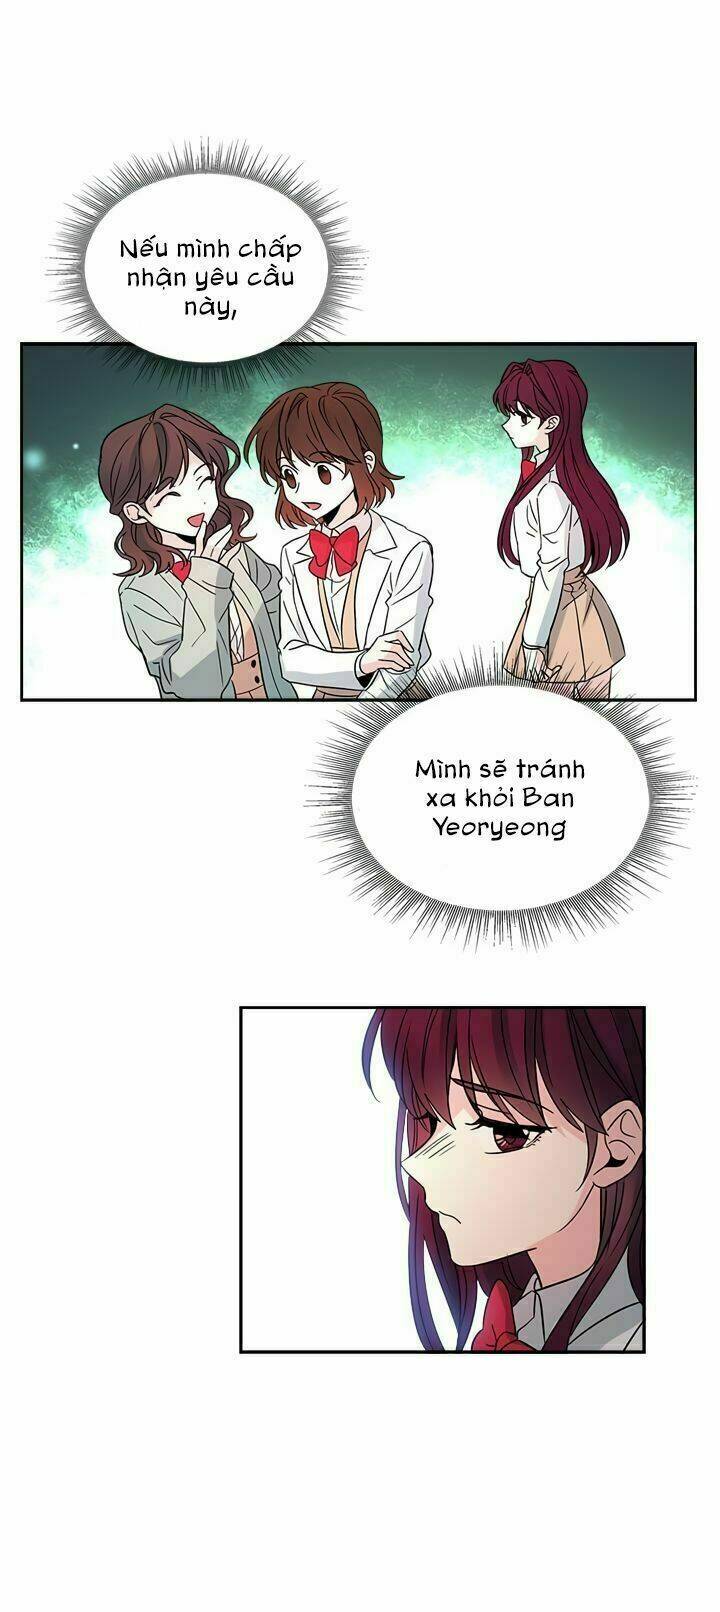 Nếu mình chấp
nhận yêu cầu
này,
Mình sẽ tránh
xa khỏi Ban
Yeoryeong